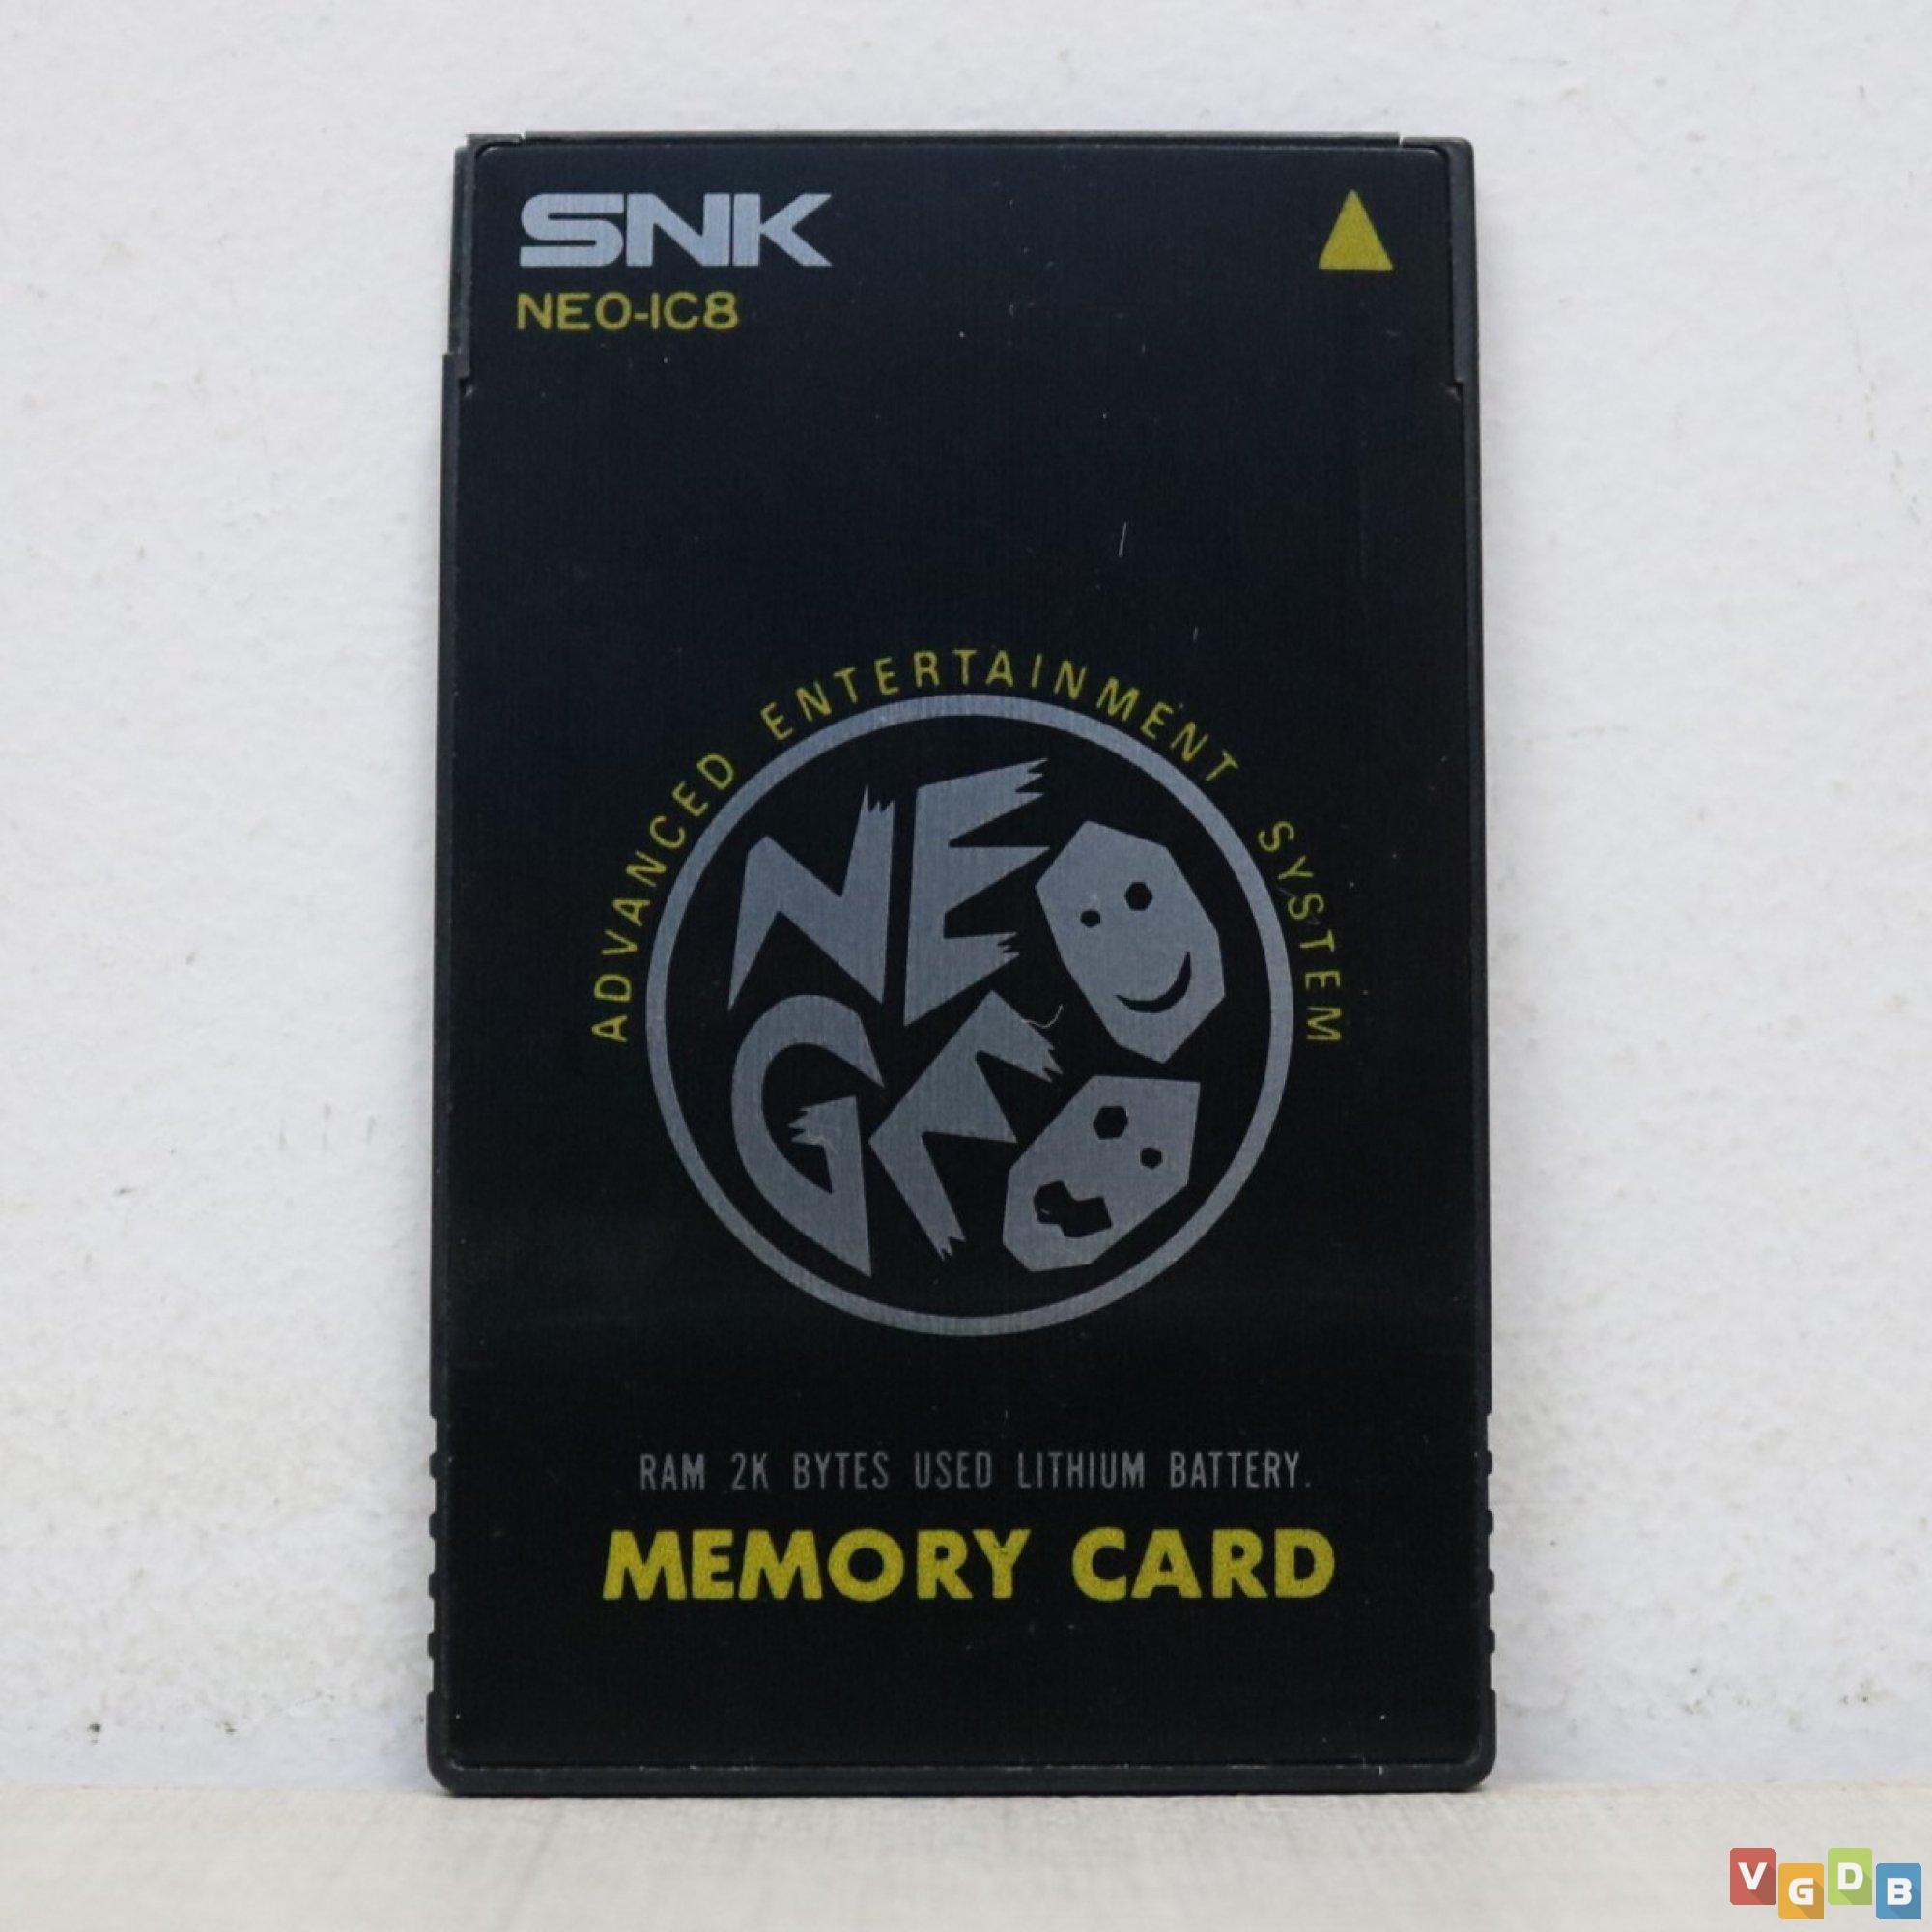 SNK
NEO-IC8
ADVANCED ENTERTAINMENT SYSTEM
NEO
GEO
RAM 2K BYTES USED LITHIUM BATTERY.
MEMORY CARD
VGDB